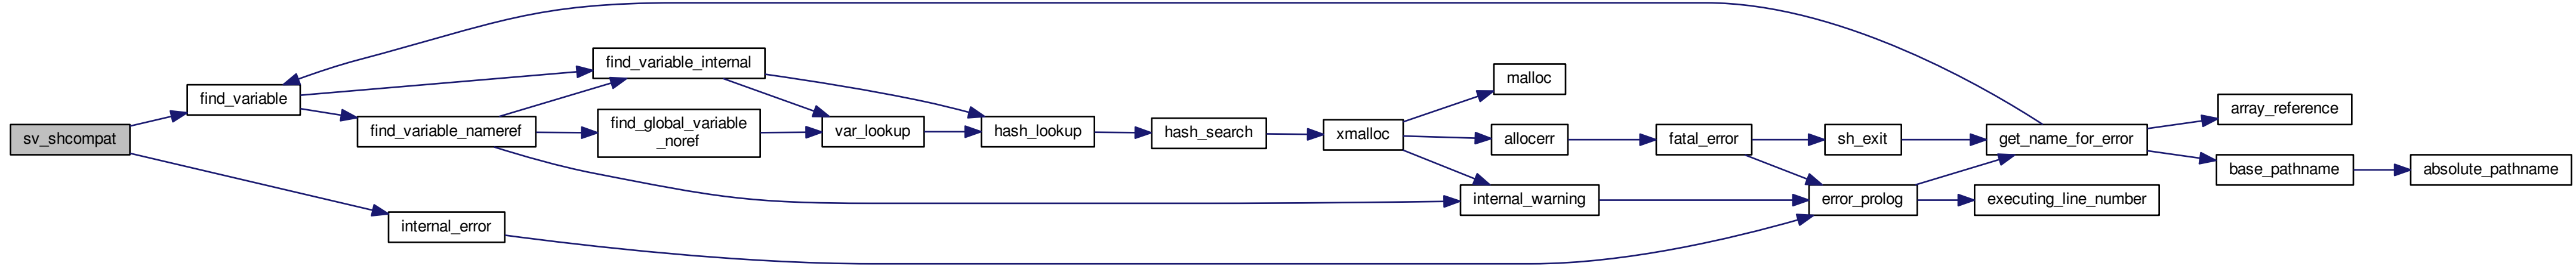 sv_shcompat
find_variable
find_variable_nameref
internal_error
find_variable_internal
find_global_variable
_noref
var_lookup
hash_lookup
hash_search
xmalloc
malloc
allocerr
internal_warning
fatal_error
sh_exit
error_prolog
get_name_for_error
executing_line_number
array_reference
base_pathname
absolute_pathname